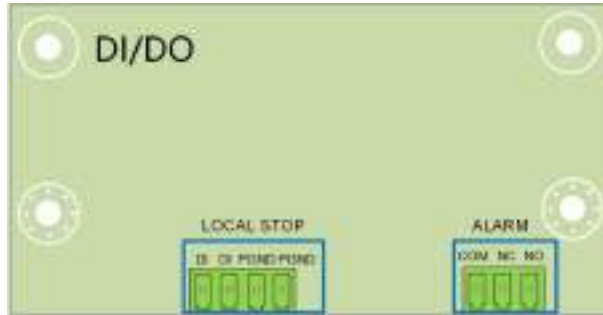 DI/DO
LOCAL STOP
ALARM
DI DI PGND PGND
COM NC NO